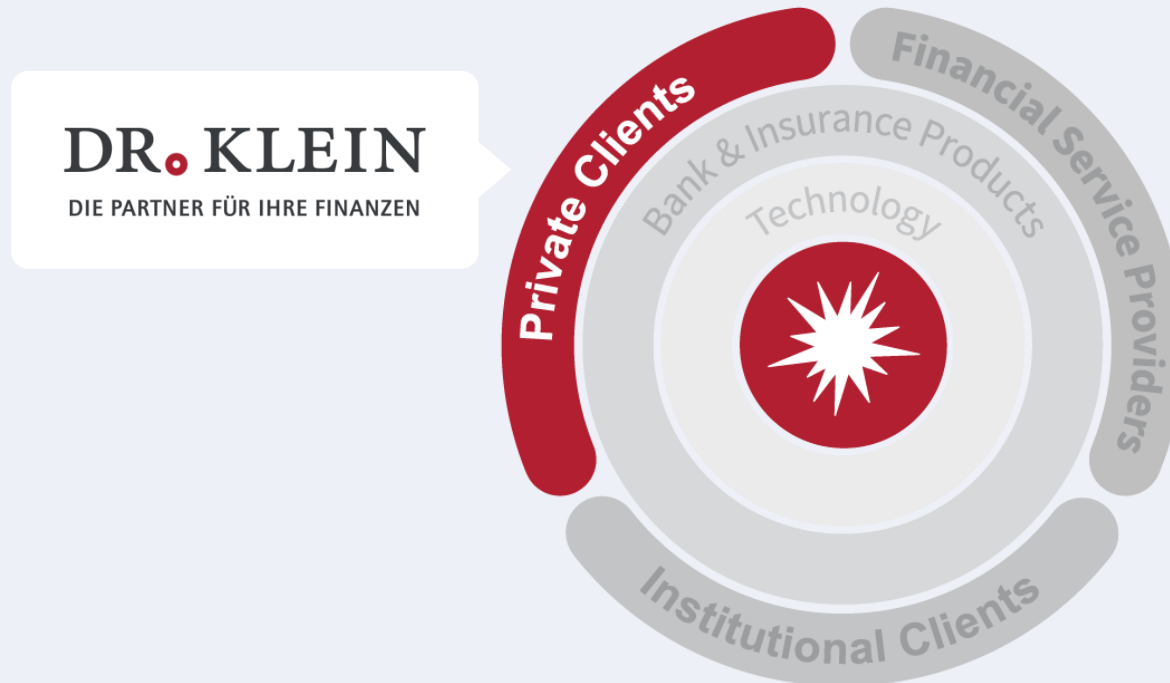 DR. KLEIN
DIE PARTNER FÜR IHRE FINANZEN
Private Clients
Financial Service Providers
Bank & Insurance Products
Technology
Institutional Clients